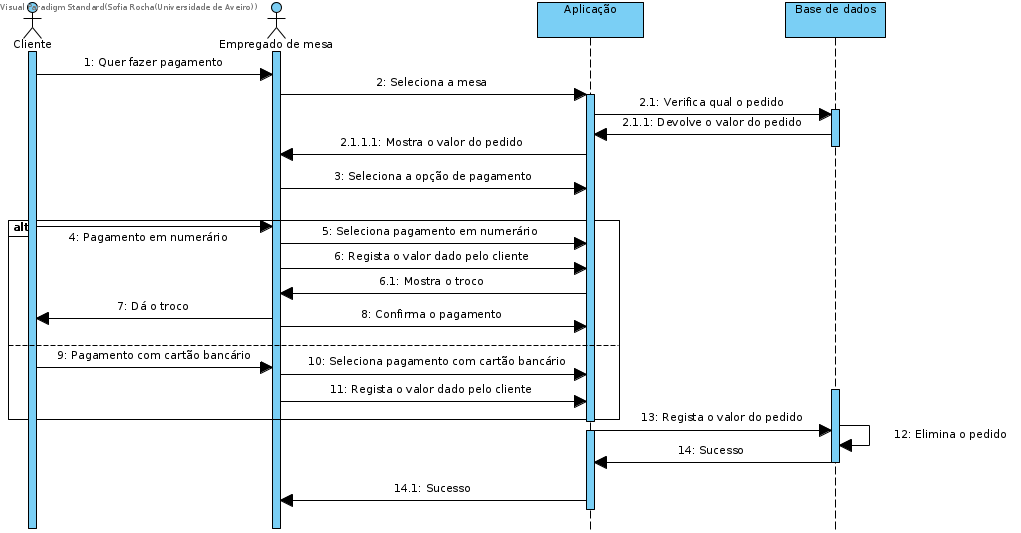 Visual Paradigm Standard(Sofia Rocha(Universidade de Aveiro))
Cliente
Empregado de mesa
Aplicação
Base de dados
1: Quer fazer pagamento
2: Seleciona a mesa
2.1: Verifica qual o pedido
2.1.1: Devolve o valor do pedido
2.1.1.1: Mostra o valor do pedido
3: Seleciona a opção de pagamento
alt
4: Pagamento em numerário
5: Seleciona pagamento em numerário
6: Regista o valor dado pelo cliente
6.1: Mostra o troco
7: Dá o troco
8: Confirma o pagamento
9: Pagamento com cartão bancário
10: Seleciona pagamento com cartão bancário
11: Regista o valor dado pelo cliente
13: Regista o valor do pedido
12: Elimina o pedido
14: Sucesso
14.1: Sucesso